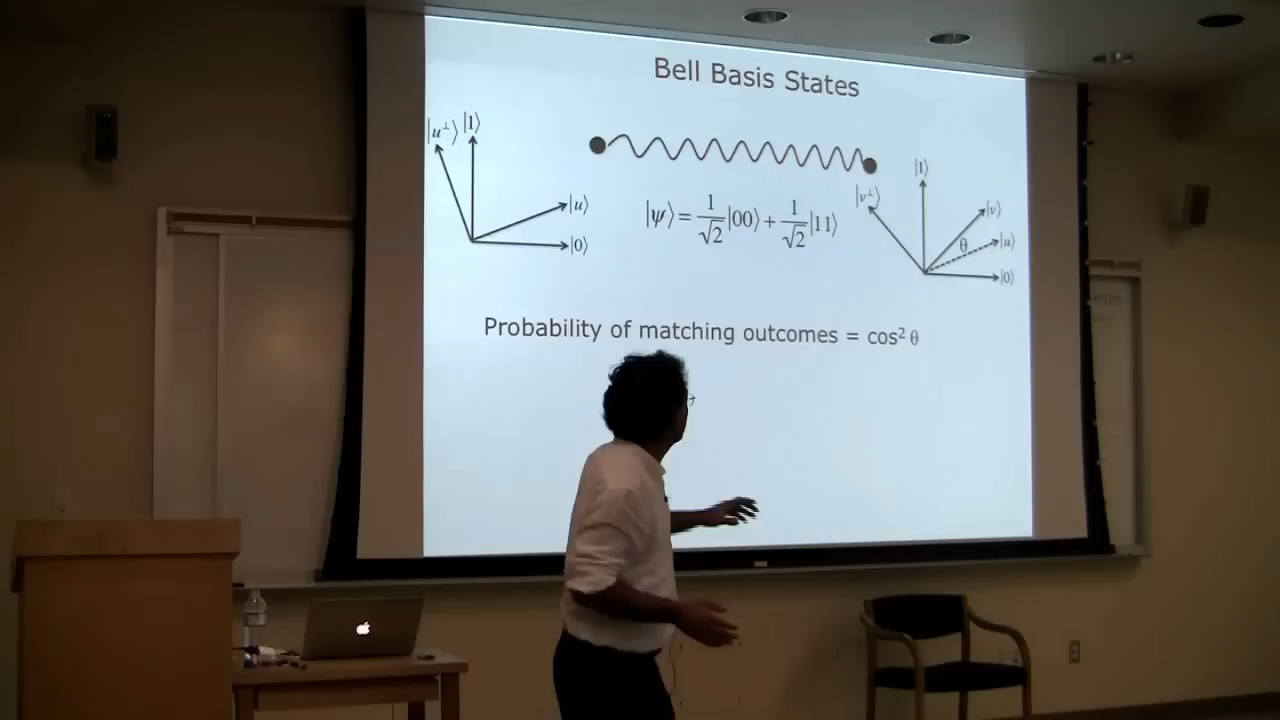 Bell Basis States
|u⊥⟩ |1⟩
|u⟩
|0⟩
|ψ⟩ = 1/√2 |00⟩ + 1/√2 |11⟩
|1⟩
|v⊥⟩
|v⟩
θ
|u⟩
|0⟩
Probability of matching outcomes = cos² θ